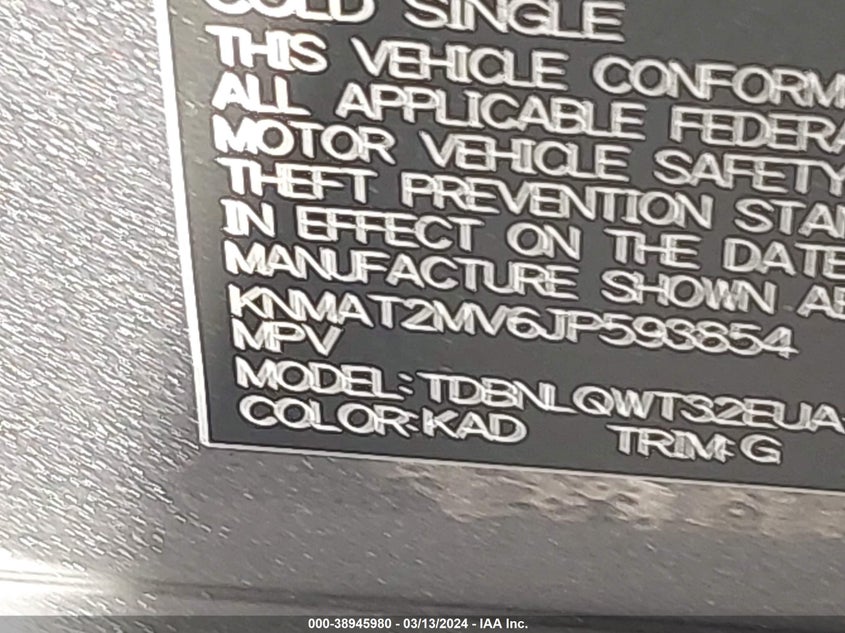 COLD SINGLE
THIS VEHICLE CONFORM
ALL APPLICABLE FEDERA
MOTOR VEHICLE SAFETY
THEFT PREVENTION STAN
IN EFFECT ON THE DATE
MANUFACTURE SHOWN AB
KNMAT2MV6JP593854
MPV
MODEL:TDBNLQWT32EUA-
COLOR:KAD TRIM:G
000-38945980 - 03/13/2024 - IAA Inc.